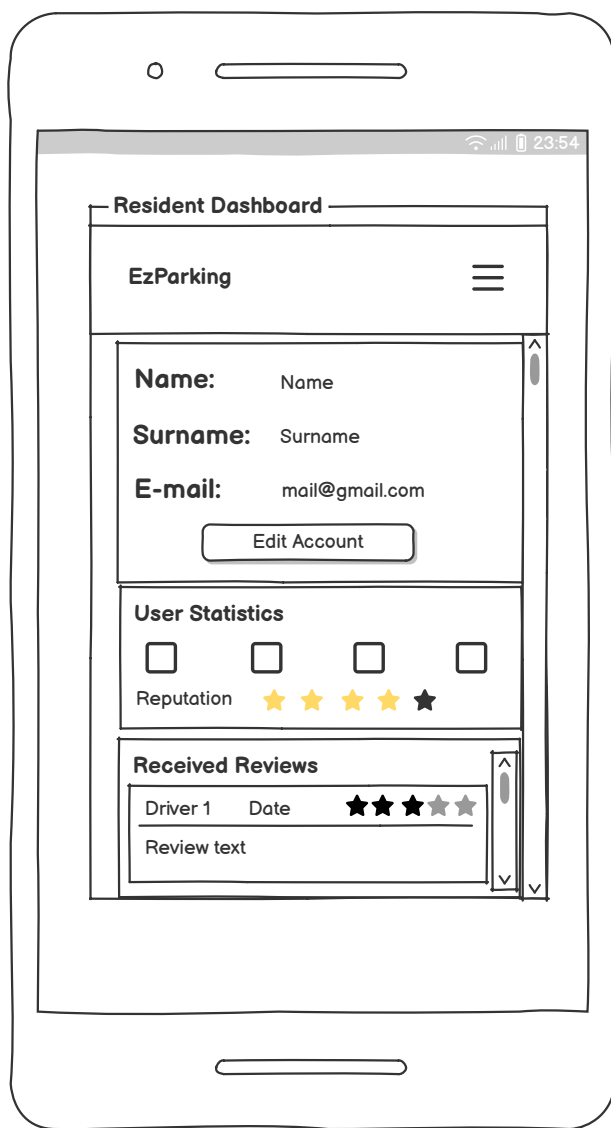 23:54
Resident Dashboard
EzParking
Name: Name
Surname: Surname
E-mail: mail@gmail.com
Edit Account
User Statistics
Reputation
Received Reviews
Driver 1 Date
Review text